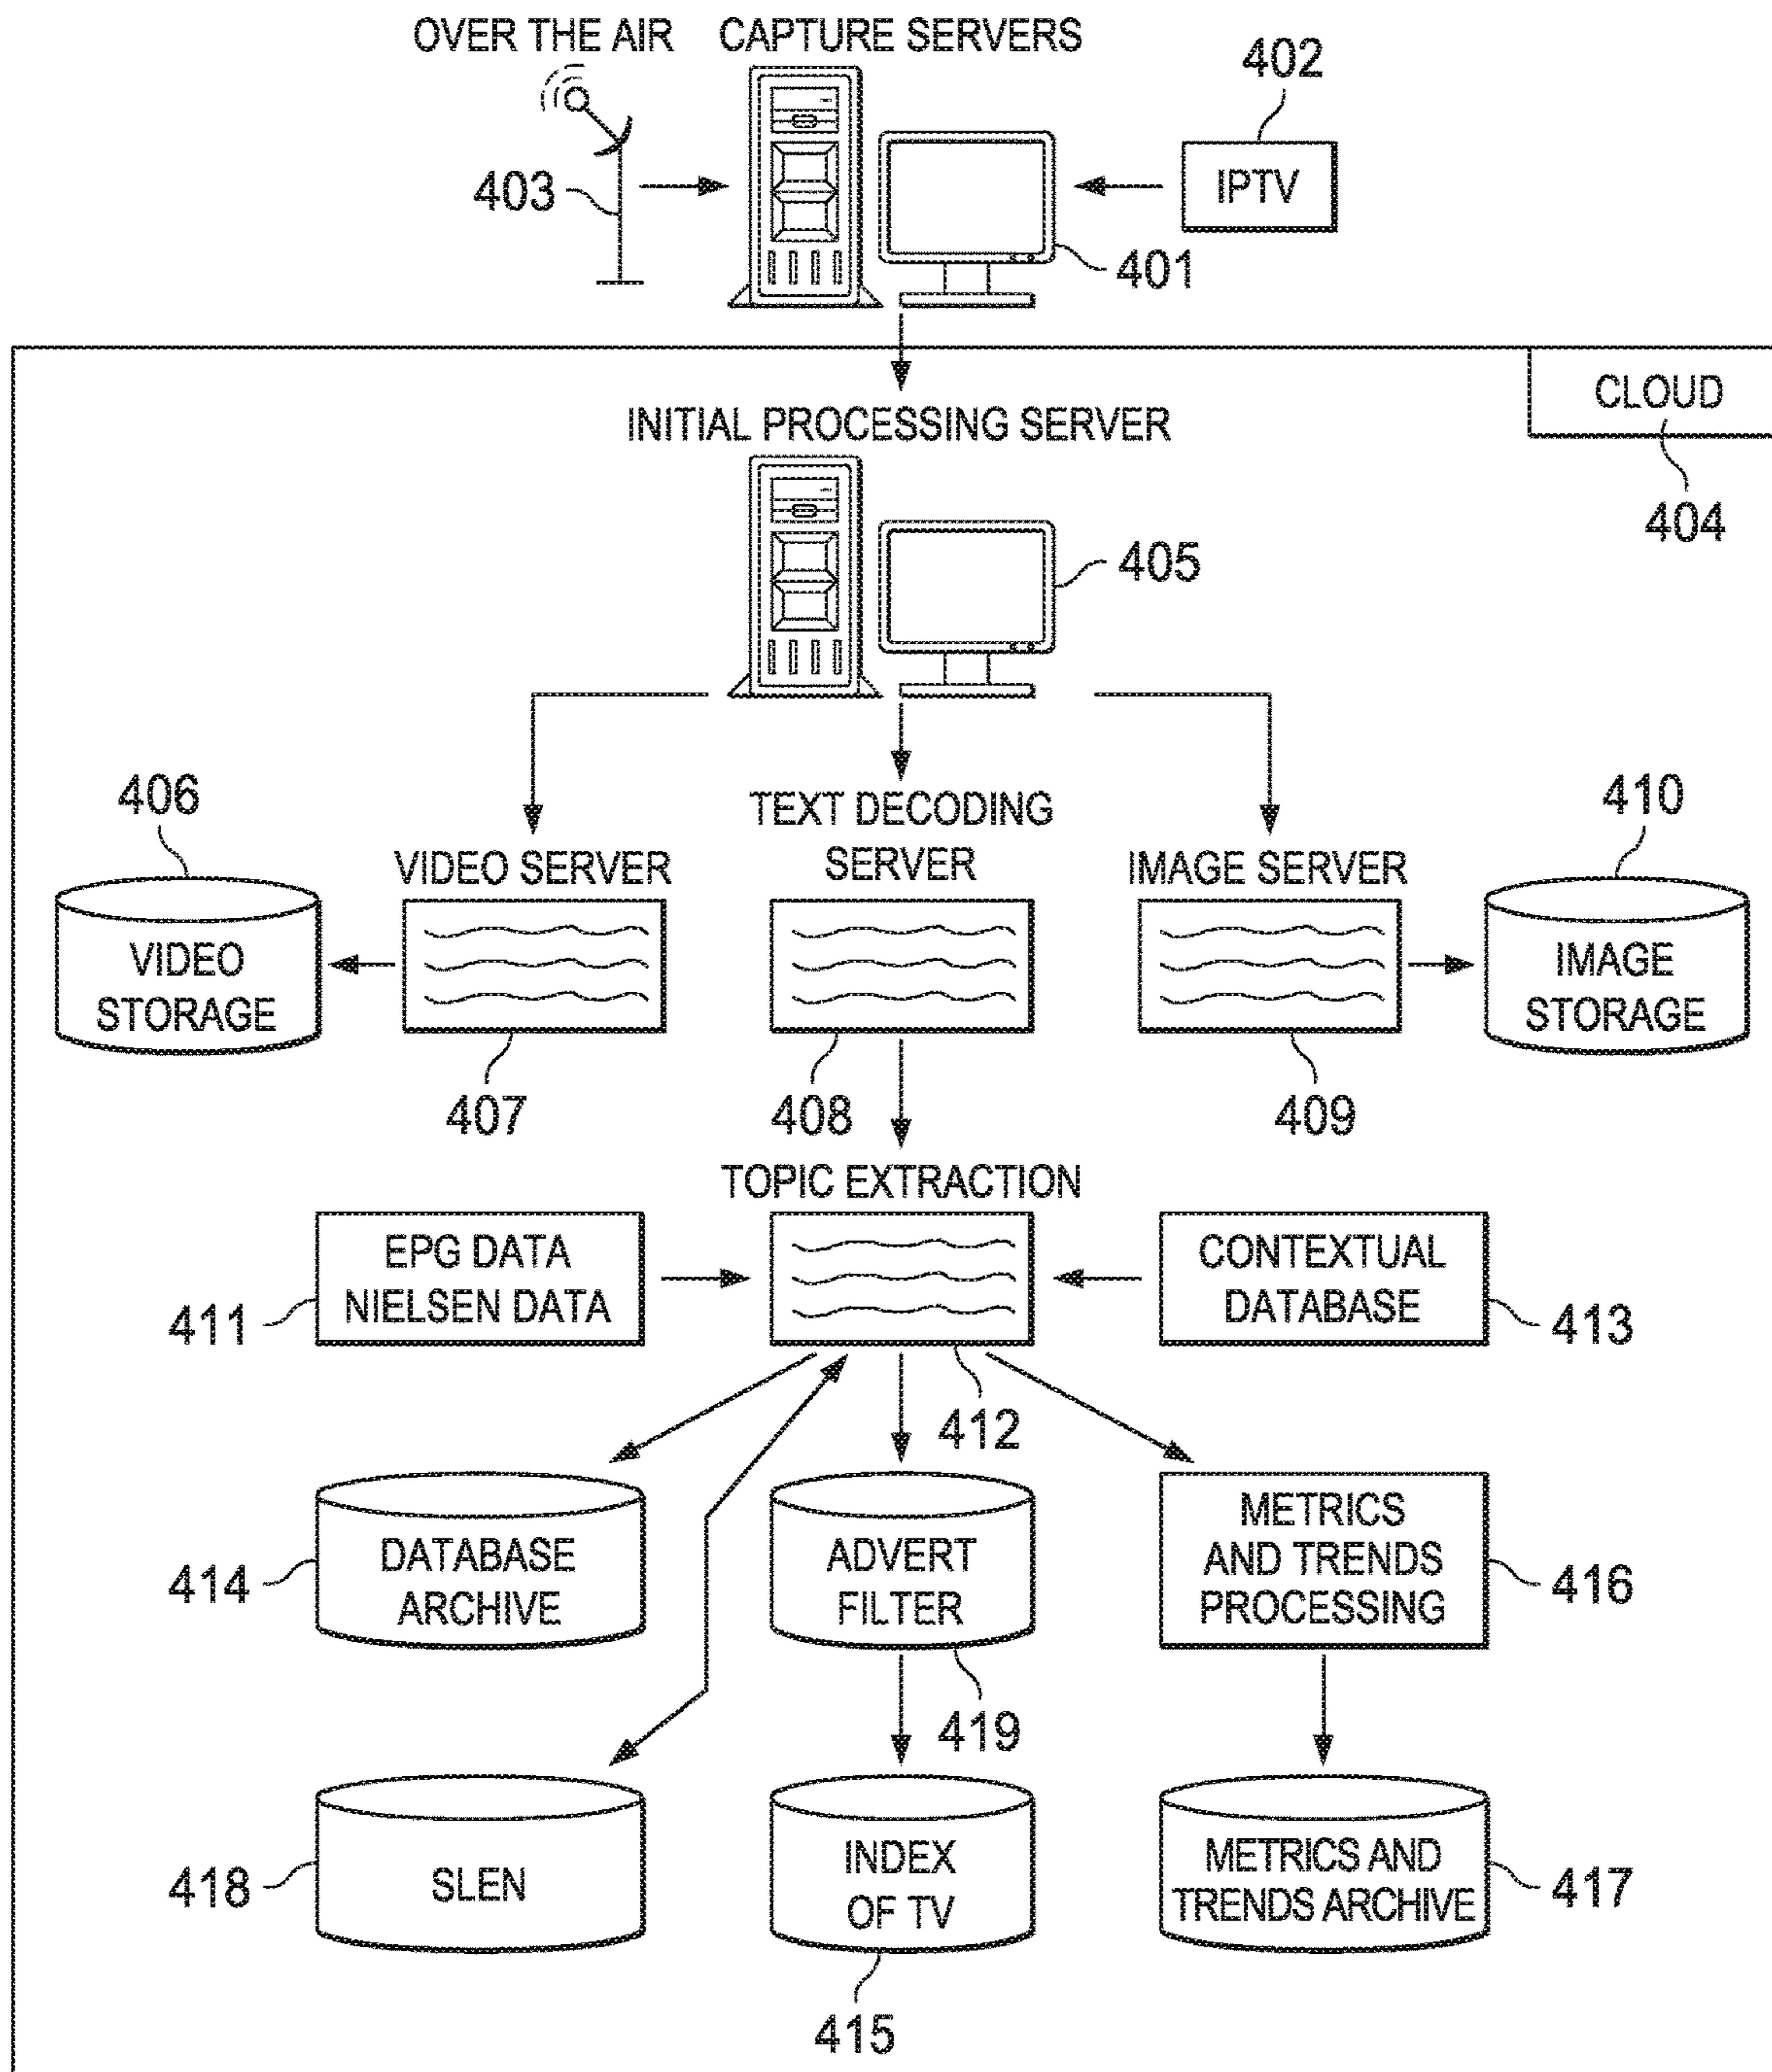 OVER THE AIR
CAPTURE SERVERS
402
IPTV
403
401
CLOUD
404
INITIAL PROCESSING SERVER
405
406
410
TEXT DECODING
SERVER
VIDEO SERVER
IMAGE SERVER
VIDEO
STORAGE
IMAGE
STORAGE
407
408
409
TOPIC EXTRACTION
EPG DATA
NIELSEN DATA
CONTEXTUAL
DATABASE
411
413
412
DATABASE
ARCHIVE
ADVERT
FILTER
METRICS
AND TRENDS
PROCESSING
414
416
419
SLEN
INDEX
OF TV
METRICS AND
TRENDS ARCHIVE
418
417
415